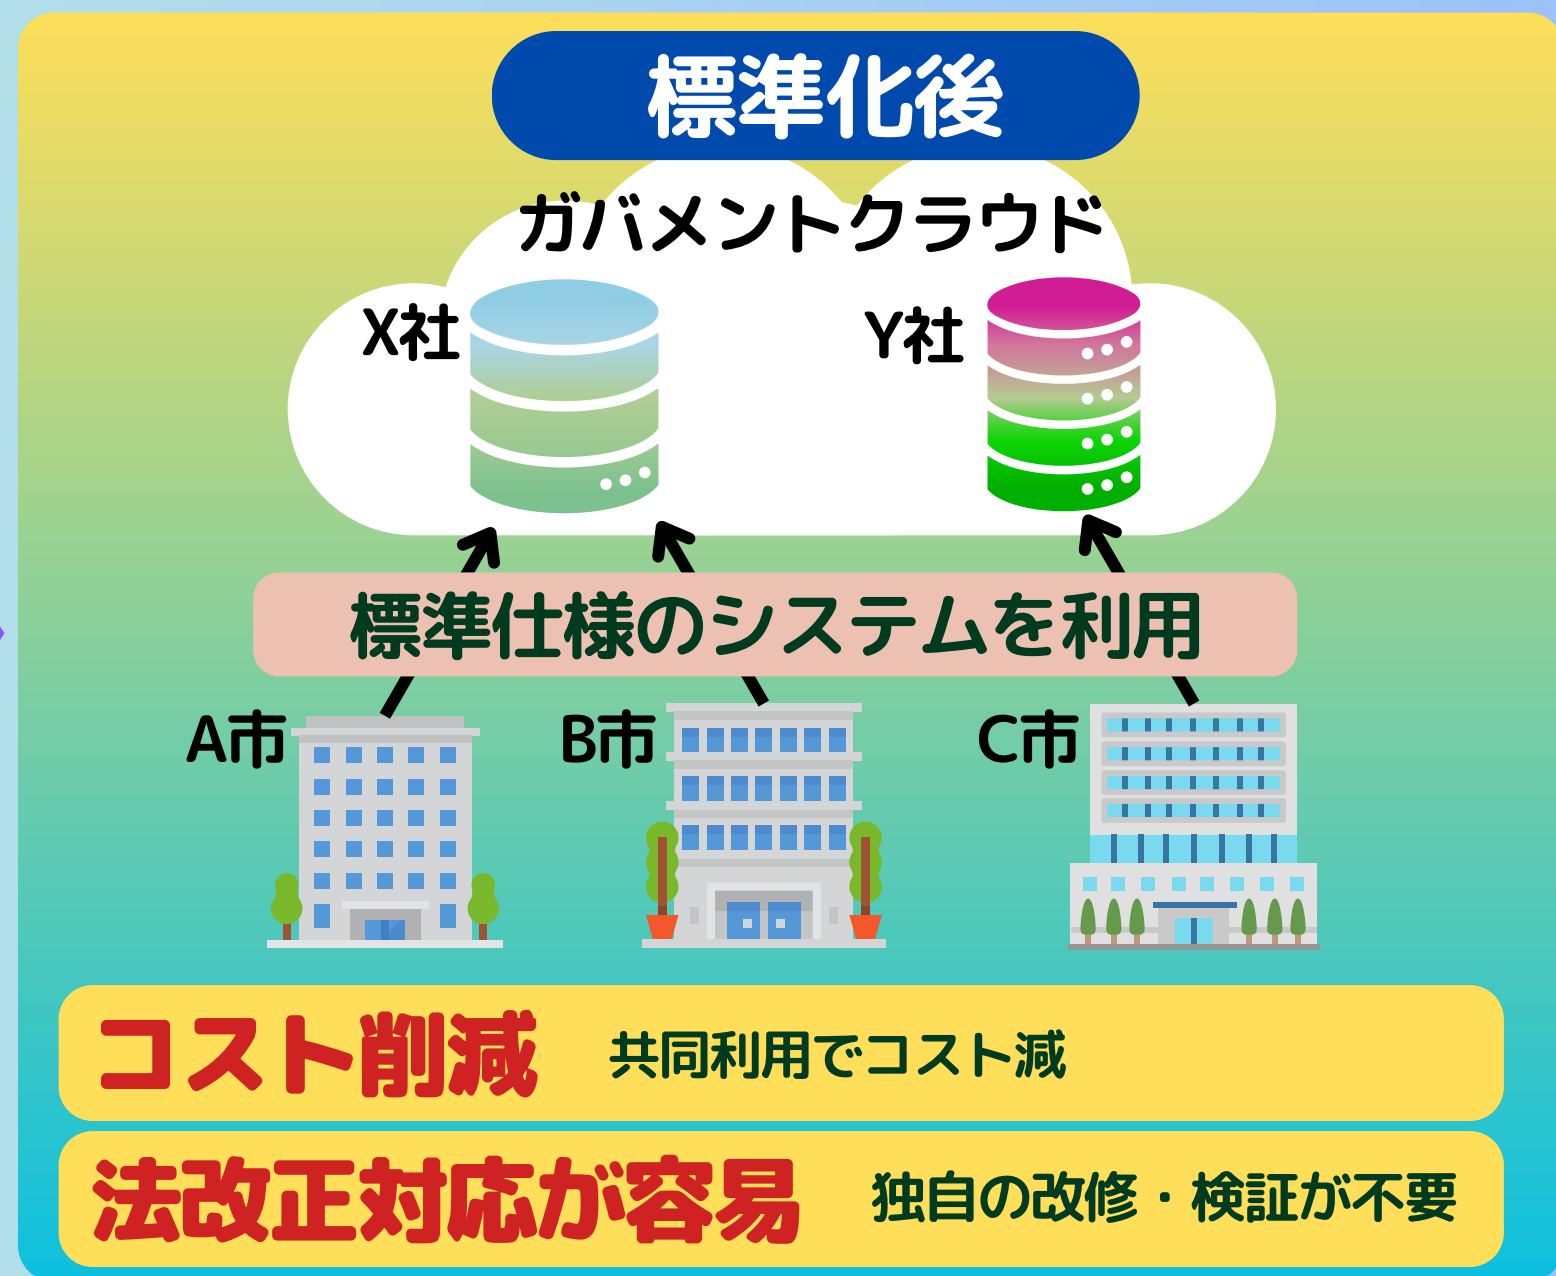 標準化後
ガバメントクラウド
X社
Y社
標準仕様のシステムを利用
A市
B市
C市
コスト削減
共同利用でコスト減
法改正対応が容易
独自の改修・検証が不要